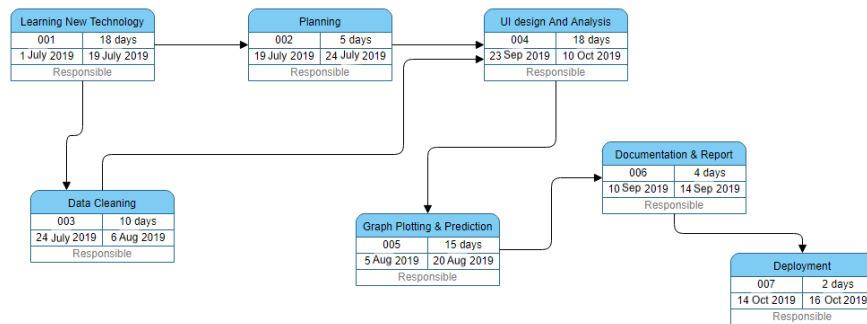 Learning New Technology
001 18 days
1 July 2019 19 July 2019
Responsible
Planning
002 5 days
19 July 2019 24 July 2019
Responsible
UI design And Analysis
004 18 days
23 Sep 2019 10 Oct 2019
Responsible
Data Cleaning
003 10 days
24 July 2019 6 Aug 2019
Responsible
Graph Plotting & Prediction
005 15 days
5 Aug 2019 20 Aug 2019
Responsible
Documentation & Report
006 4 days
10 Sep 2019 14 Sep 2019
Responsible
Deployment
007 2 days
14 Oct 2019 16 Oct 2019
Responsible